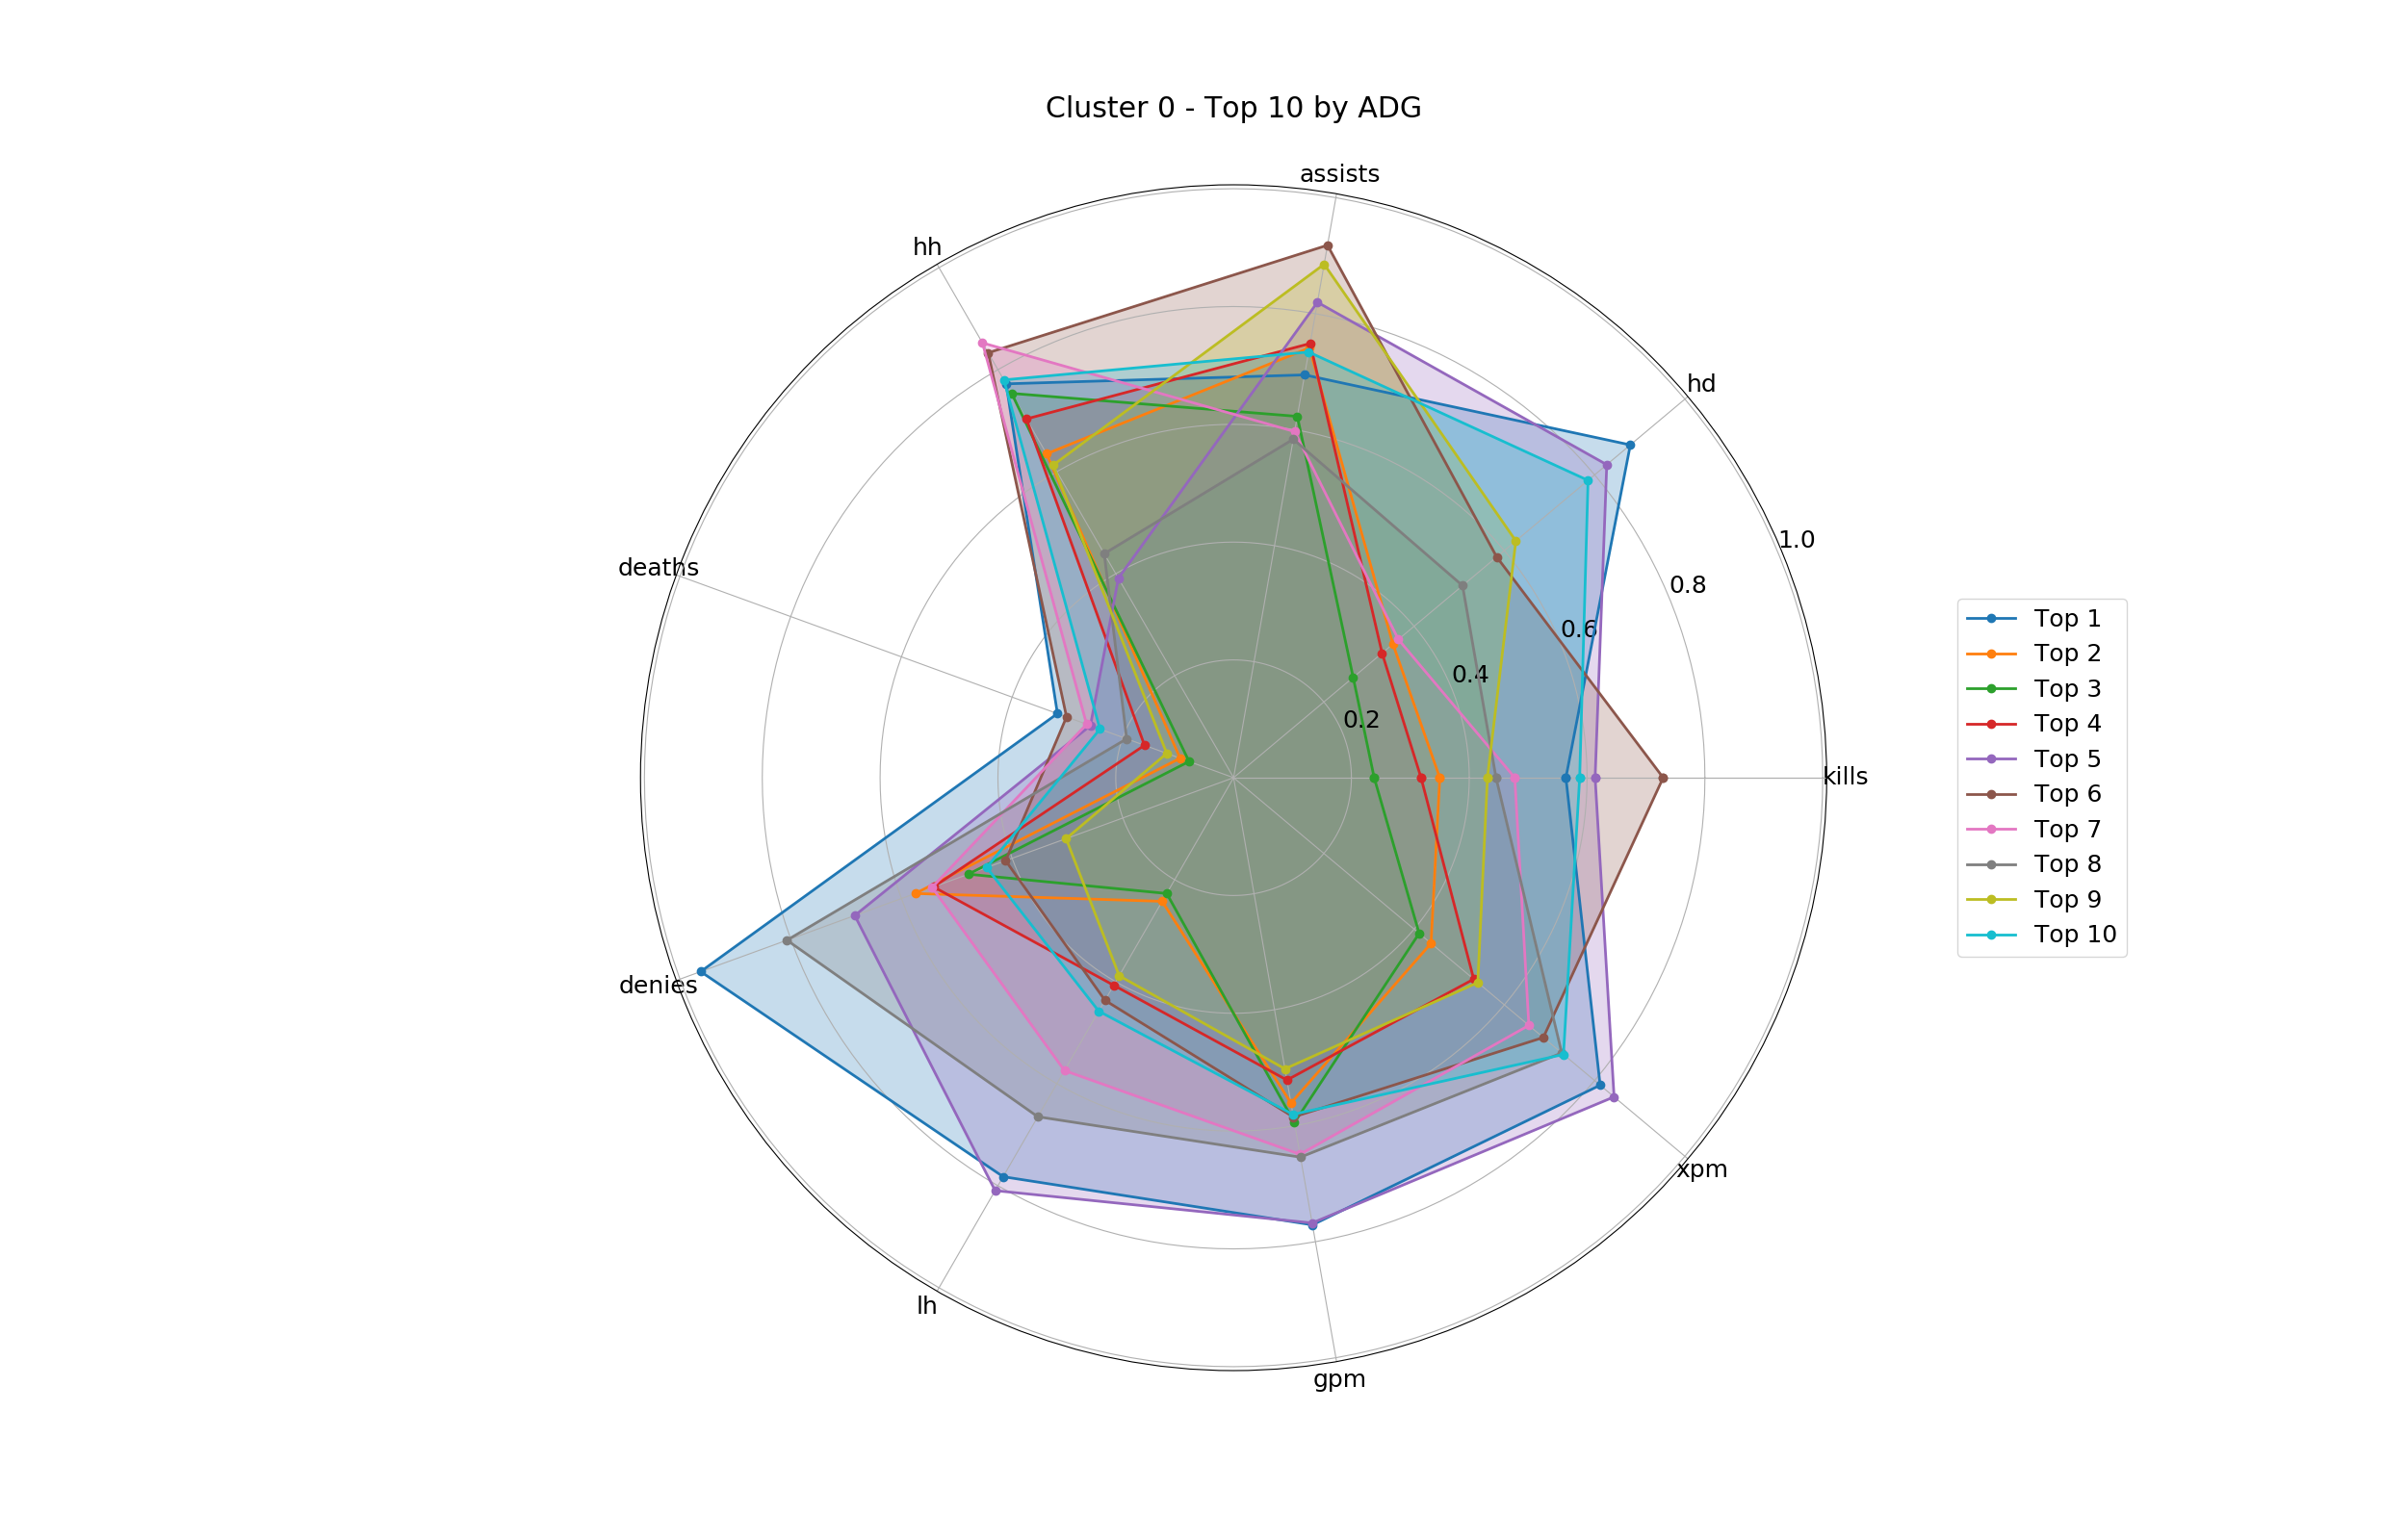 Cluster 0 - Top 10 by ADG
assists
hh
hd
1.0
deaths
0.8
0.6
0.4
0.2
kills
denies
xpm
lh
gpm
Top 1
Top 2
Top 3
Top 4
Top 5
Top 6
Top 7
Top 8
Top 9
Top 10